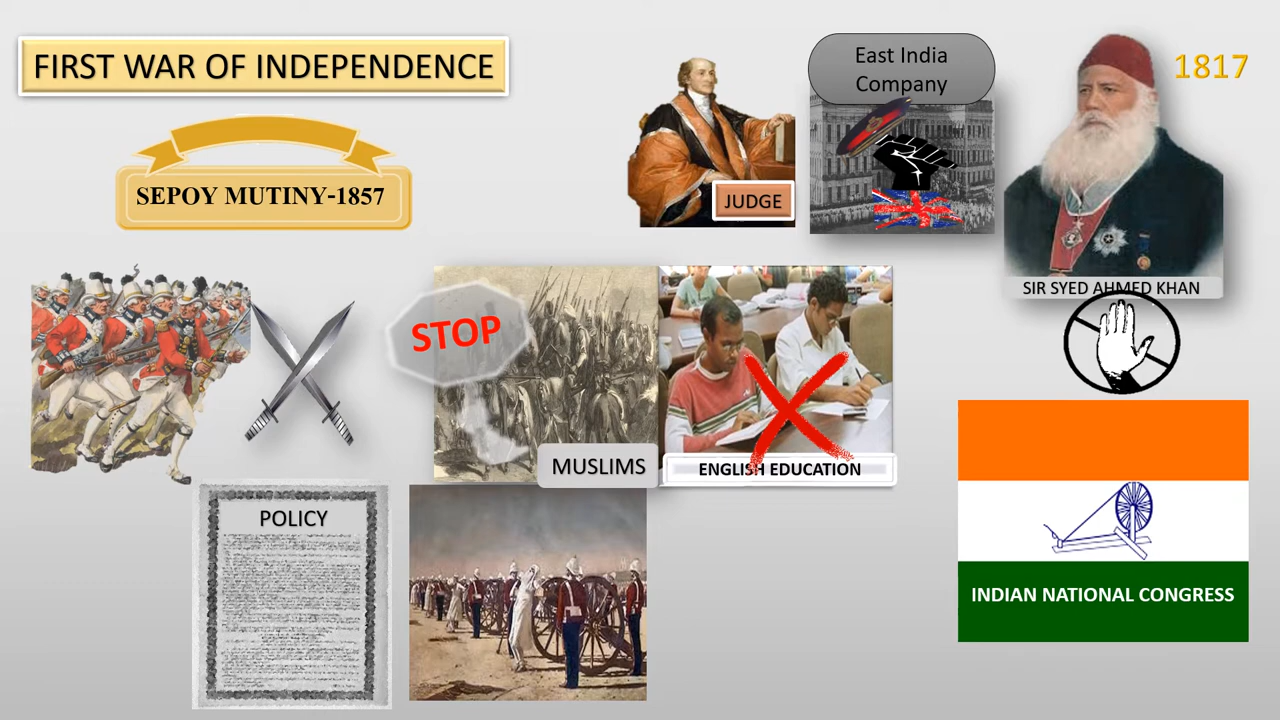 FIRST WAR OF INDEPENDENCE
SEPOY MUTINY-1857
JUDGE
East India
Company
1817
SIR SYED AHMED KHAN
STOP
MUSLIMS
ENGLISH EDUCATION
POLICY
INDIAN NATIONAL CONGRESS